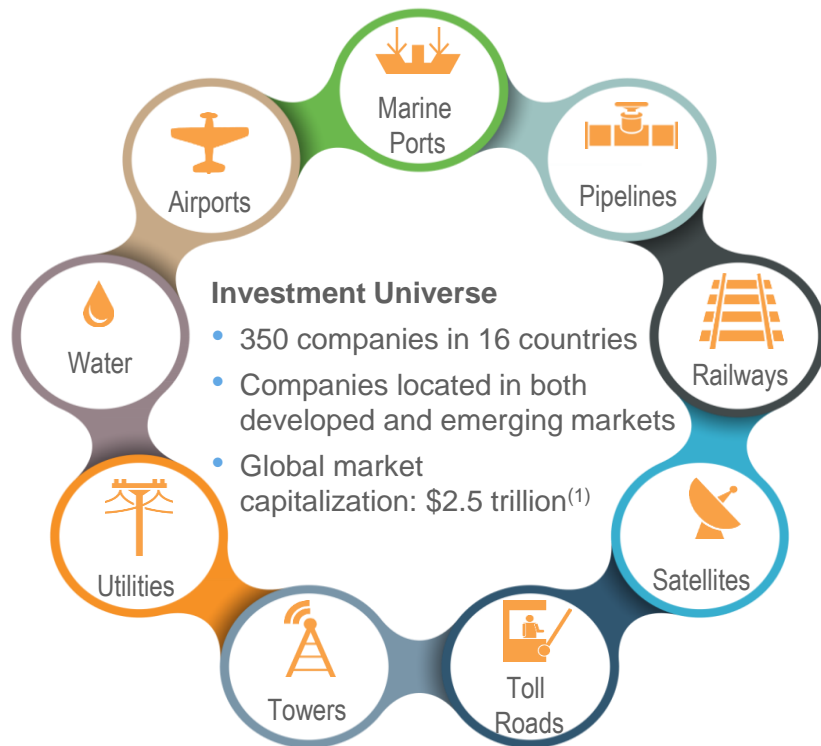 Marine
Ports
Pipelines
Railways
Satellites
Toll
Roads
Towers
Utilities
Water
Airports
Investment Universe
• 350 companies in 16 countries
• Companies located in both
developed and emerging markets
• Global market
capitalization: $2.5 trillion(1)